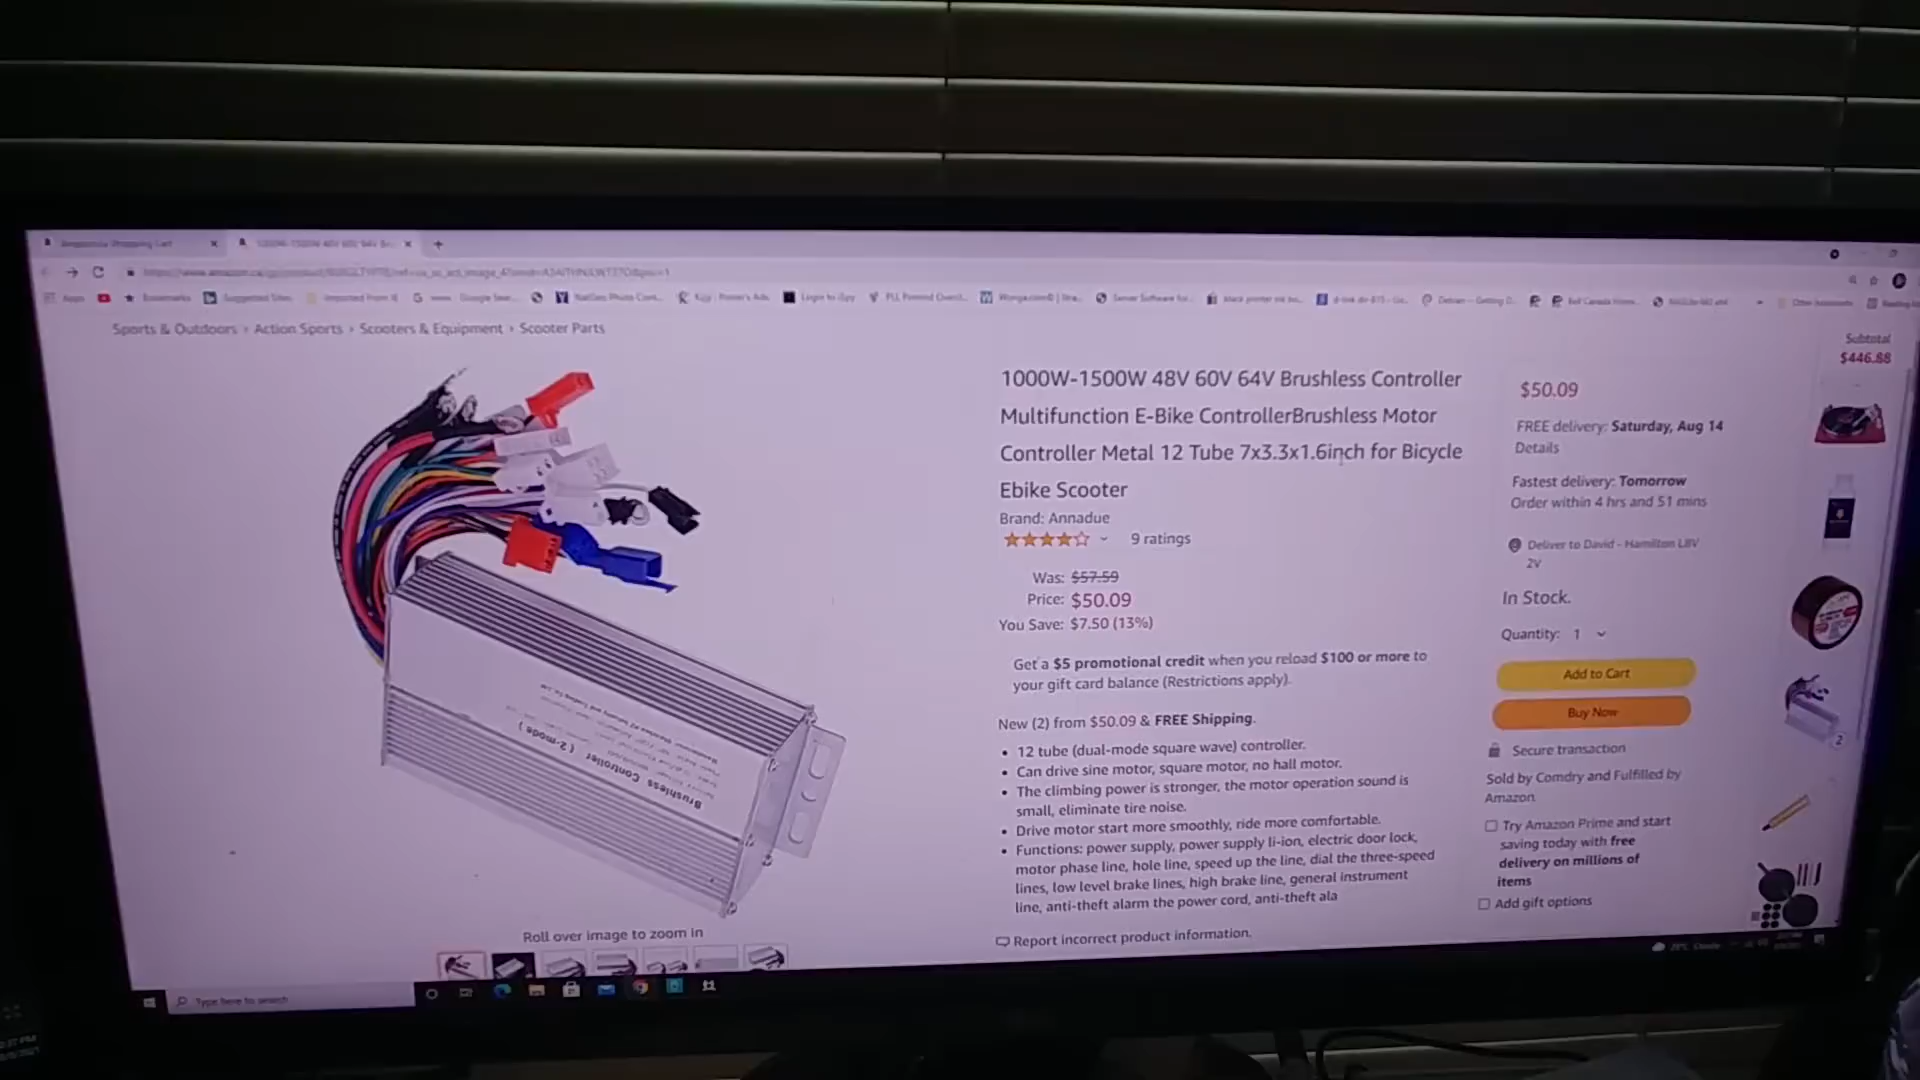 Sports & Outdoors › Action Sports › Scooters & Equipment › Scooter Parts
Subtotal
$446.88
1000W-1500W 48V 60V 64V Brushless Controller
Multifunction E-Bike ControllerBrushless Motor
Controller Metal 12 Tube 7x3.3x1.6inch for Bicycle
Ebike Scooter
Brand: Annadue
9 ratings
Was: $57.59
Price: $50.09
You Save: $7.50 (13%)
Get a $5 promotional credit when you reload $100 or more to
your gift card balance (Restrictions apply).
New (2) from $50.09 & FREE Shipping.
• 12 tube (dual-mode square wave) controller.
• Can drive sine motor, square motor, no hall motor.
• The climbing power is stronger, the motor operation sound is
small, eliminate tire noise.
• Drive motor start more smoothly, ride more comfortable.
• Functions: power supply, power supply li-ion, electric door lock,
motor phase line, hole line, speed up the line, dial the three-speed
lines, low level brake lines, high brake line, general instrument
line, anti-theft alarm the power cord, anti-theft ala
Report incorrect product information.
$50.09
FREE delivery: Saturday, Aug 14
Details
Fastest delivery: Tomorrow
Order within 4 hrs and 51 mins
Deliver to David - Hamilton L8V
2V
In Stock.
Quantity: 1
Add to Cart
Buy Now
Secure transaction
Sold by Comdry and Fulfilled by
Amazon
Try Amazon Prime and start
saving today with free
delivery on millions of
items
Add gift options
2
Brushless Controller ( 2-mode )
Roll over image to zoom in
Type here to search